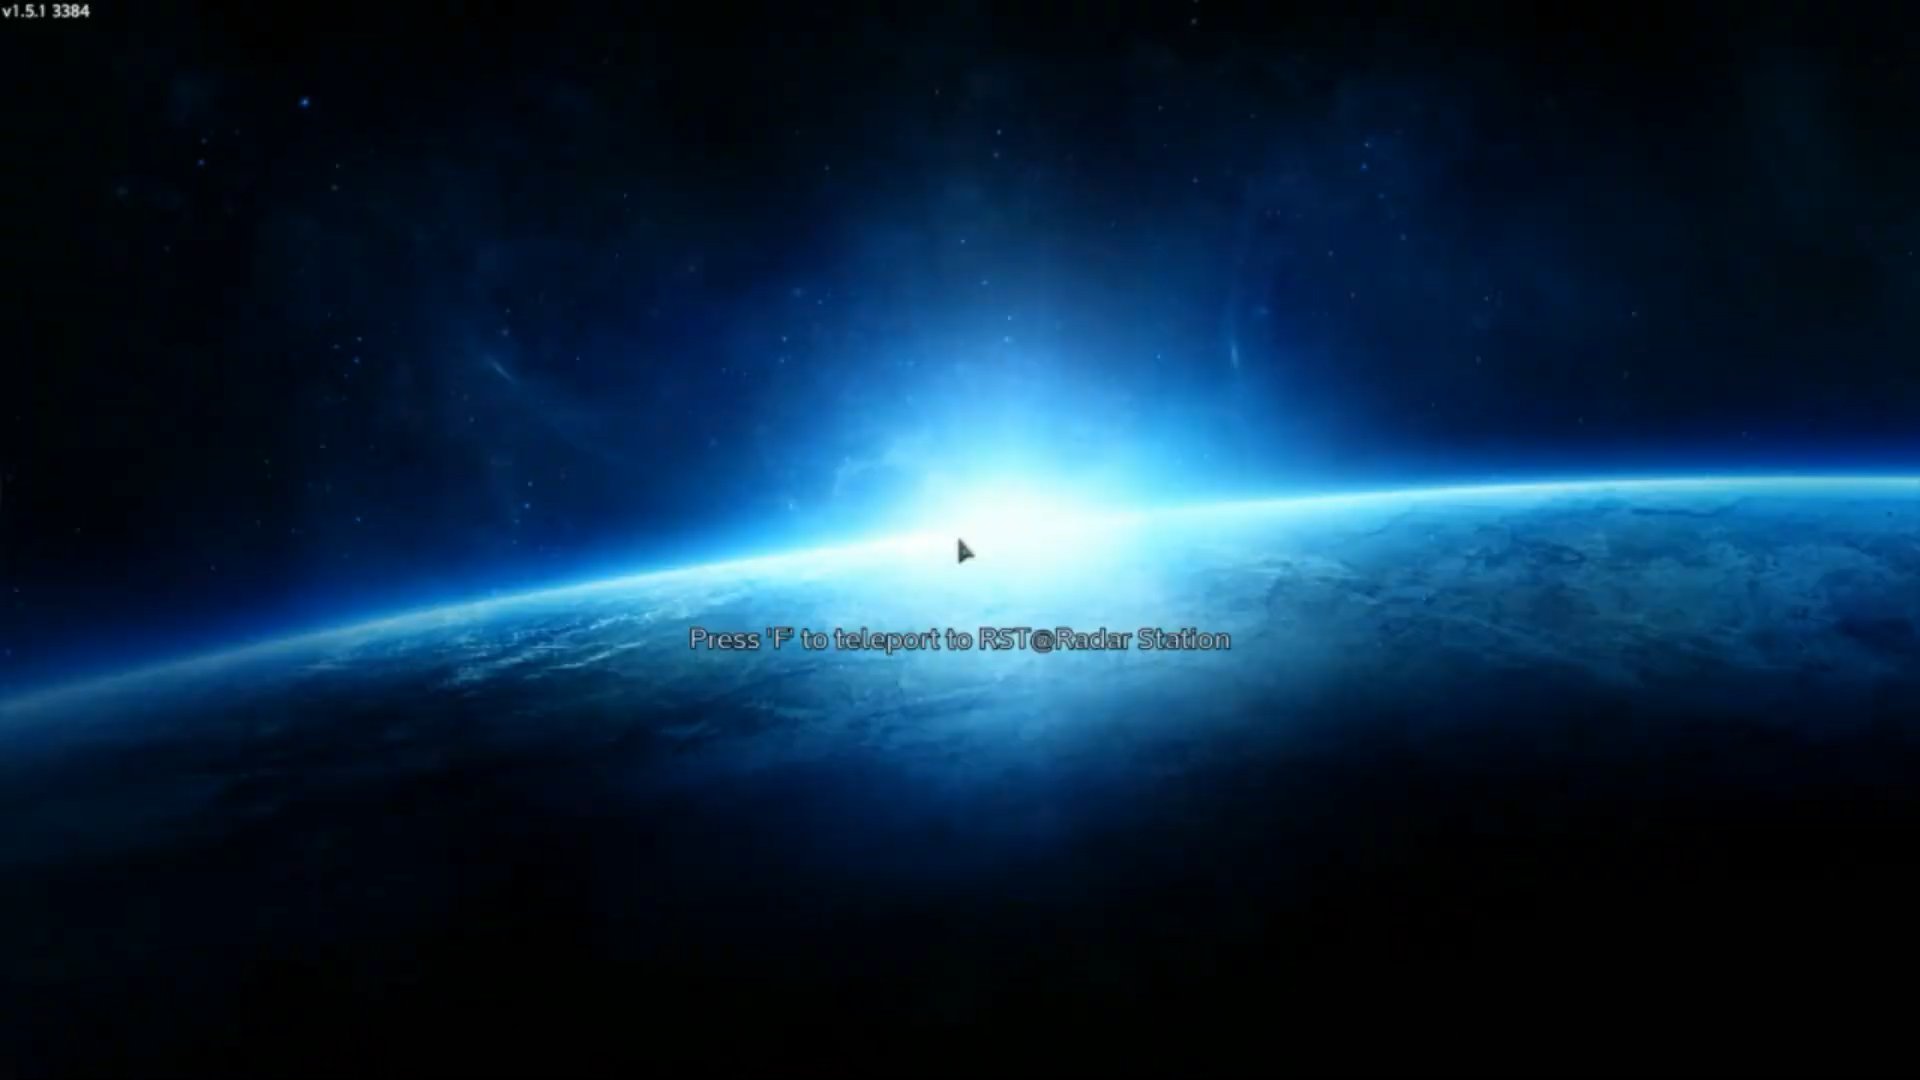 v1.5.1 3384
Press 'F' to teleport to RST@Radar Station